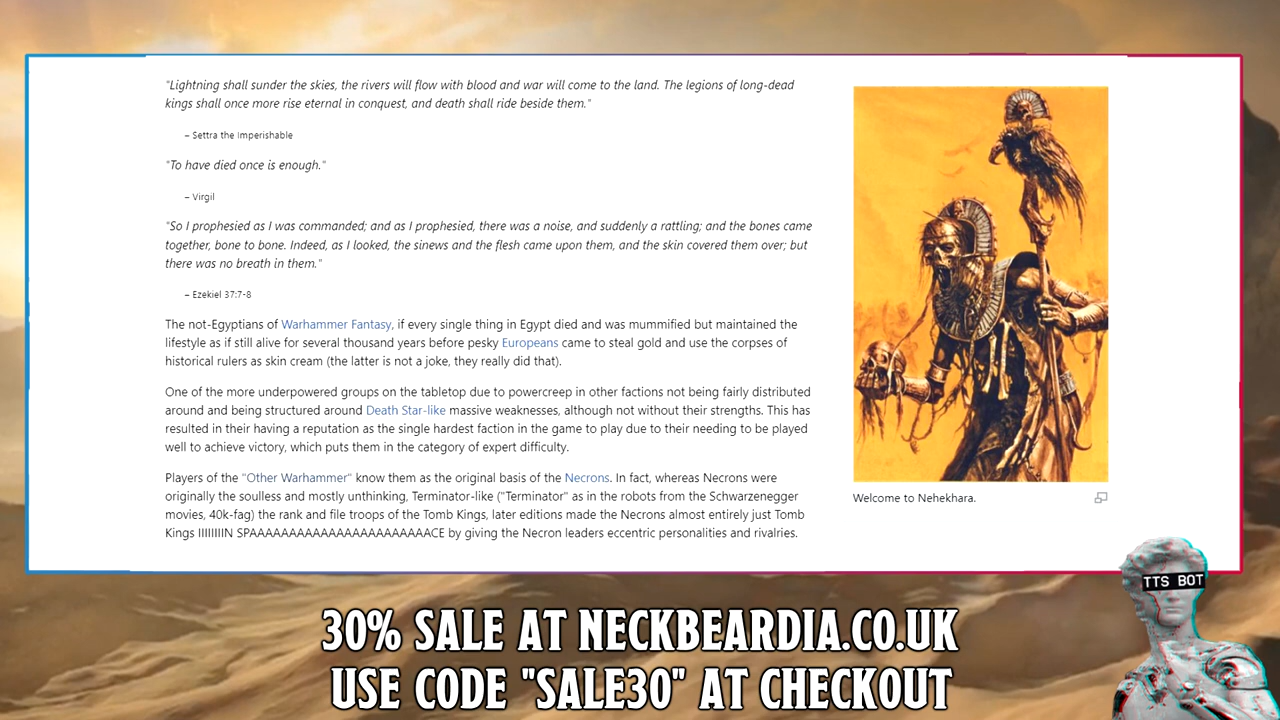 "Lightning shall sunder the skies, the rivers will flow with blood and war will come to the land. The legions of long-dead
kings shall once more rise eternal in conquest, and death shall ride beside them."
– Settra the Imperishable
"To have died once is enough."
– Virgil
"So I prophesied as I was commanded; and as I prophesied, there was a noise, and suddenly a rattling; and the bones came
together, bone to bone. Indeed, as I looked, the sinews and the flesh came upon them, and the skin covered them over; but
there was no breath in them."
– Ezekiel 37:7-8
The not-Egyptians of Warhammer Fantasy, if every single thing in Egypt died and was mummified but maintained the
lifestyle as if still alive for several thousand years before pesky Europeans came to steal gold and use the corpses of
historical rulers as skin cream (the latter is not a joke, they really did that).
One of the more underpowered groups on the tabletop due to powercreep in other factions not being fairly distributed
around and being structured around Death Star-like massive weaknesses, although not without their strengths. This has
resulted in their having a reputation as the single hardest faction in the game to play due to their needing to be played
well to achieve victory, which puts them in the category of expert difficulty.
Players of the "Other Warhammer" know them as the original basis of the Necrons. In fact, whereas Necrons were
originally the soulless and mostly unthinking, Terminator-like ("Terminator" as in the robots from the Schwarzenegger
movies, 40k-fag) the rank and file troops of the Tomb Kings, later editions made the Necrons almost entirely just Tomb
Kings IIIIIIIN SPAAAAAAAAAAAAAAAAAAAAAAACE by giving the Necron leaders eccentric personalities and rivalries.
Welcome to Nehekhara.
TTS BOT
30% SALE AT NECKBEARDIA.CO.UK
USE CODE "SALE30" AT CHECKOUT